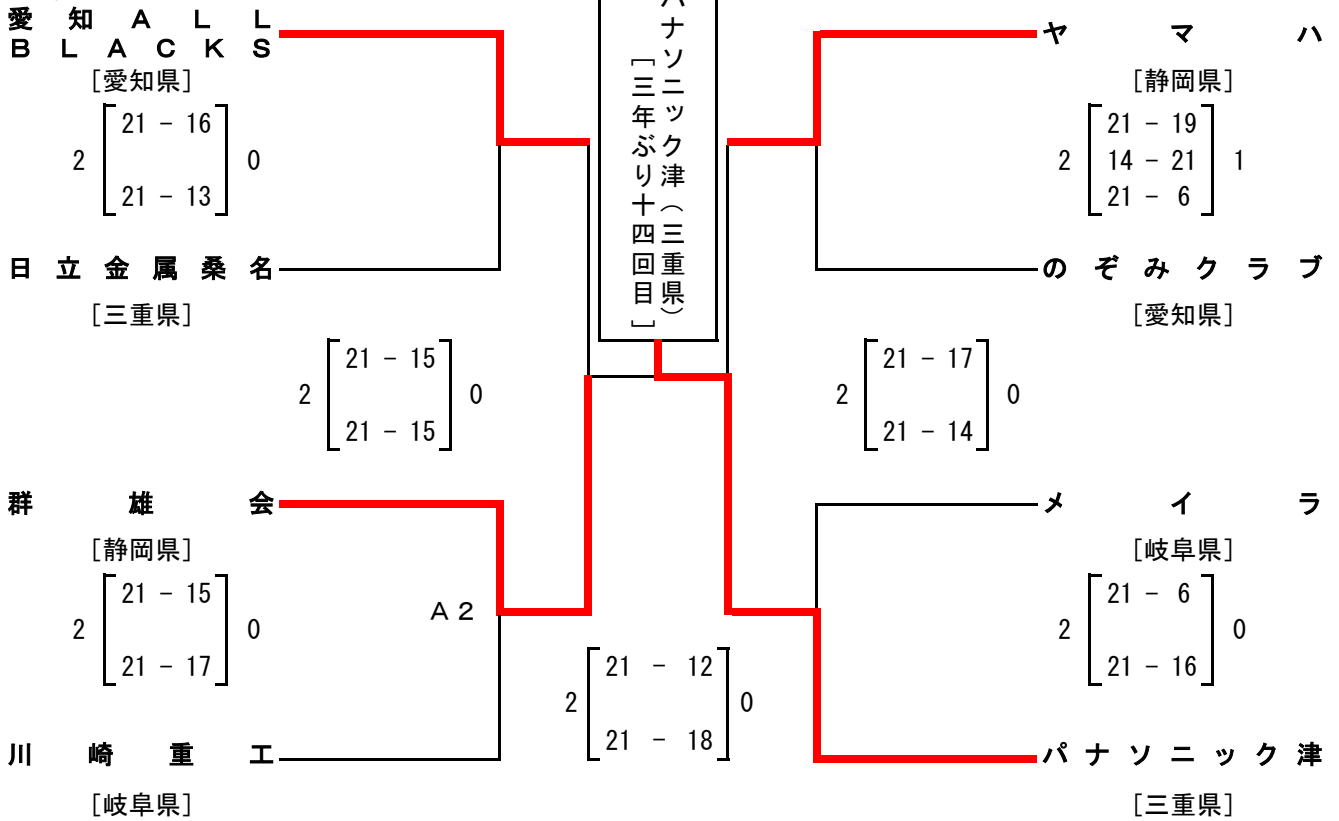 愛知ALL
BLACKS
[愛知県]
2 21 - 16 0
21 - 13
日立金属桑名
[三重県]
2 21 - 15 0
21 - 15
群雄会
[静岡県]
2 21 - 15 0
21 - 17
A2
川崎重工
[岐阜県]
パナソニック津(三重県)
[三年ぶり十四回目]
2 21 - 12 0
21 - 18
ヤマハ
[静岡県]
21 - 19
2 14 - 21 1
21 - 6
のぞみクラブ
[愛知県]
2 21 - 17 0
21 - 14
メイラ
[岐阜県]
2 21 - 6 0
21 - 16
パナソニック津
[三重県]